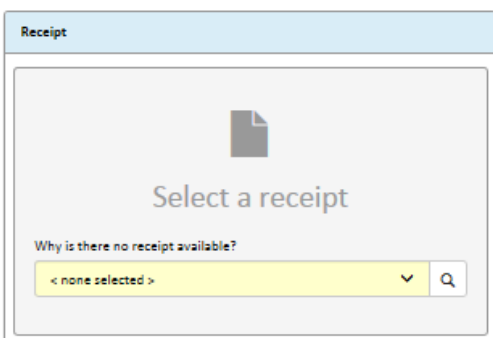 Receipt
Select a receipt
Why is there no receipt available?
< none selected >